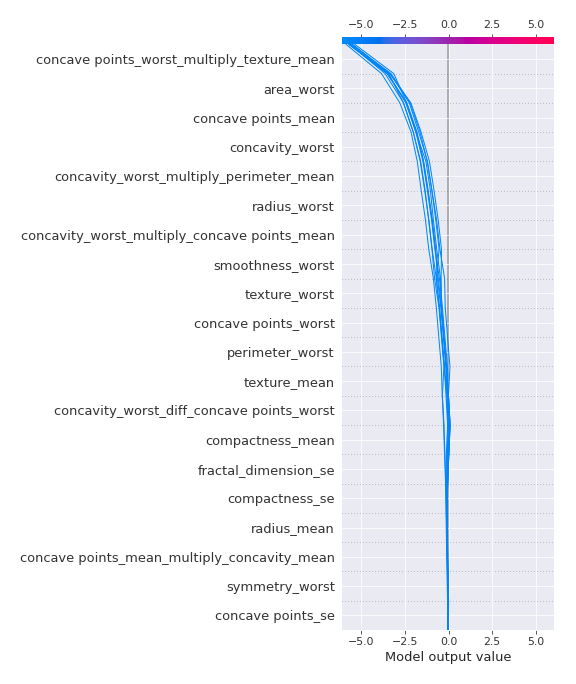 −5.0 −2.5 0.0 2.5 5.0
concave points_worst_multiply_texture_mean
area_worst
concave points_mean
concavity_worst
concavity_worst_multiply_perimeter_mean
radius_worst
concavity_worst_multiply_concave points_mean
smoothness_worst
texture_worst
concave points_worst
perimeter_worst
texture_mean
concavity_worst_diff_concave points_worst
compactness_mean
fractal_dimension_se
compactness_se
radius_mean
concave points_mean_multiply_concavity_mean
symmetry_worst
concave points_se
−5.0 −2.5 0.0 2.5 5.0
Model output value